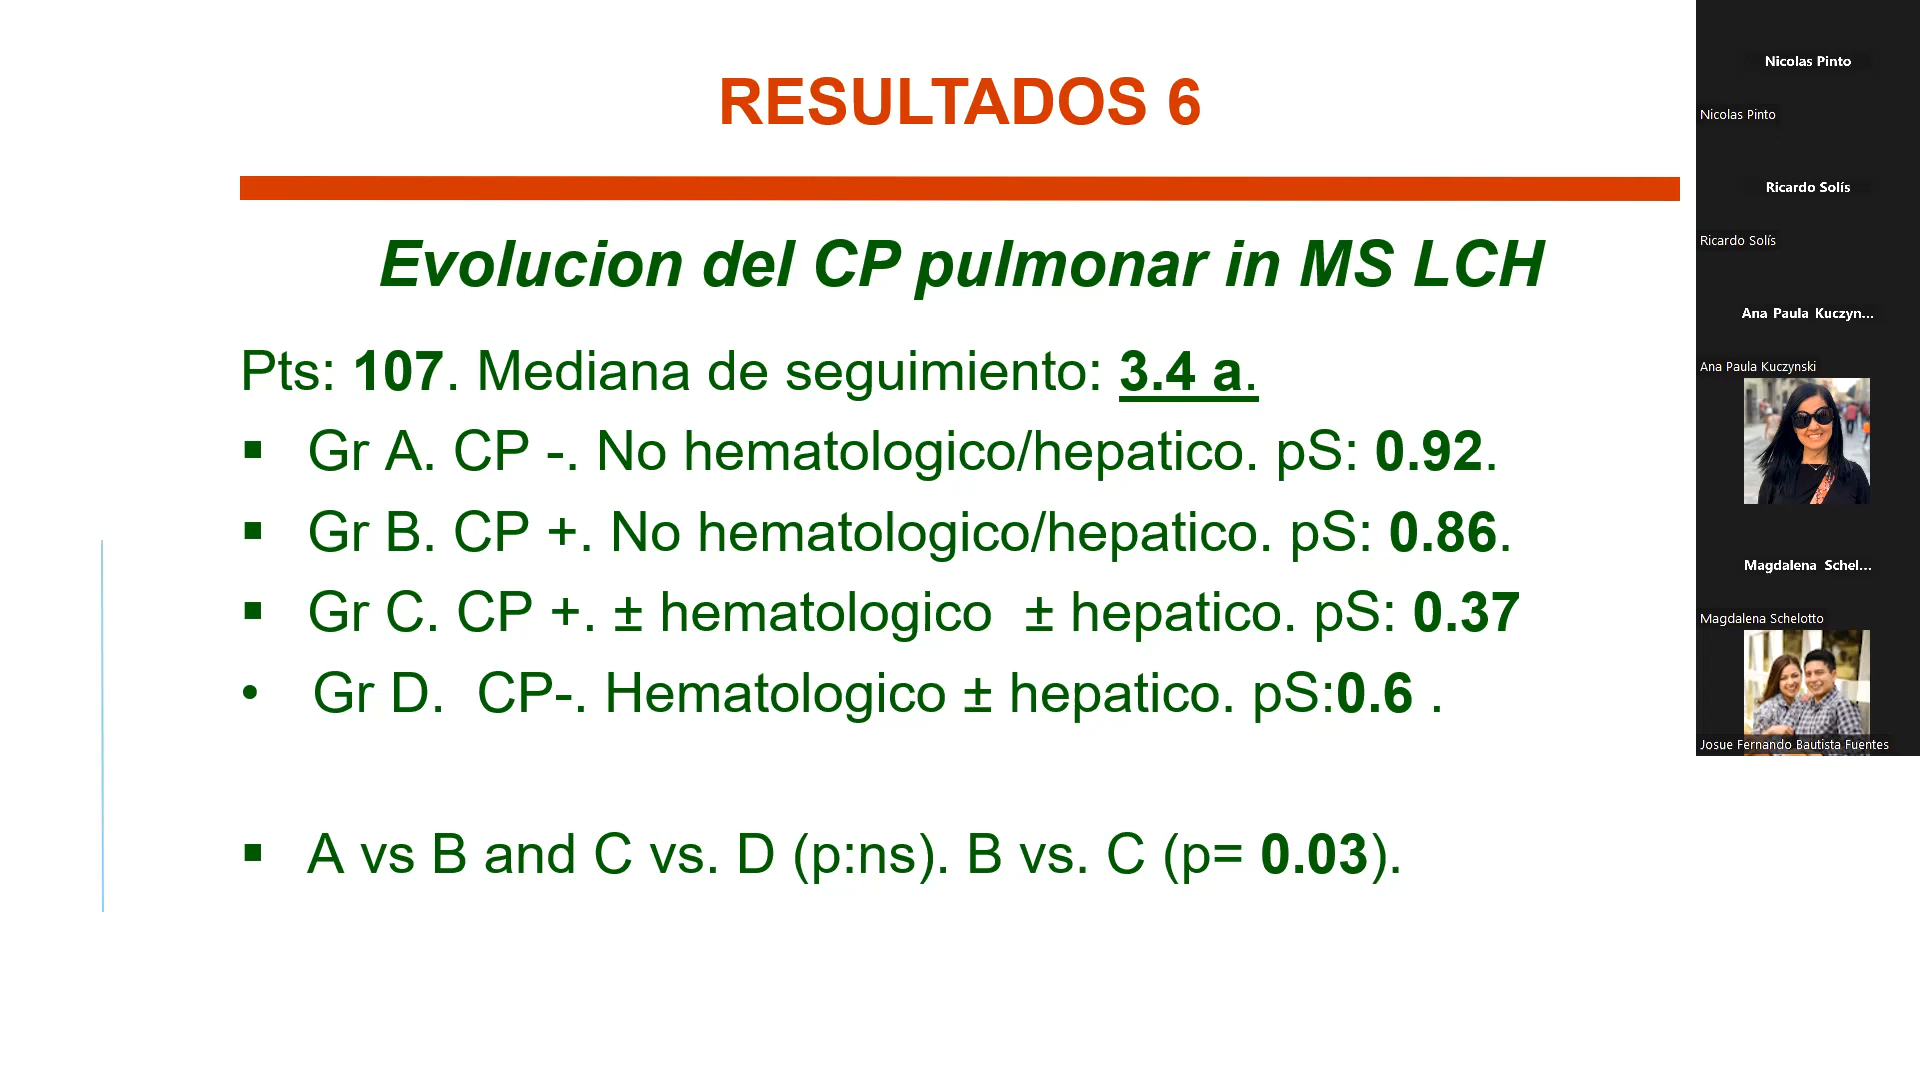 RESULTADOS 6
Evolucion del CP pulmonar in MS LCH
Pts: 107. Mediana de seguimiento: 3.4 a.
▪ Gr A. CP -. No hematologico/hepatico. pS: 0.92.
▪ Gr B. CP +. No hematologico/hepatico. pS: 0.86.
▪ Gr C. CP +. ± hematologico ± hepatico. pS: 0.37
• Gr D. CP-. Hematologico ± hepatico. pS:0.6 .
▪ A vs B and C vs. D (p:ns). B vs. C (p= 0.03).
Nicolas Pinto
Nicolas Pinto
Ricardo Solís
Ricardo Solís
Ana Paula Kuczyn...
Ana Paula Kuczynski
Magdalena Schel...
Magdalena Schelotto
Josue Fernando Bautista Fuentes